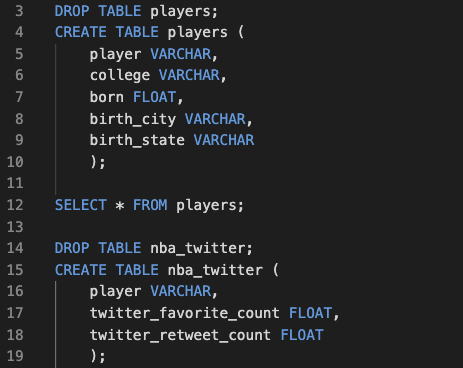 3 DROP TABLE players;
4 CREATE TABLE players (
5 player VARCHAR,
6 college VARCHAR,
7 born FLOAT,
8 birth_city VARCHAR,
9 birth_state VARCHAR
10 );
11
12 SELECT * FROM players;
13
14 DROP TABLE nba_twitter;
15 CREATE TABLE nba_twitter (
16 player VARCHAR,
17 twitter_favorite_count FLOAT,
18 twitter_retweet_count FLOAT
19 );